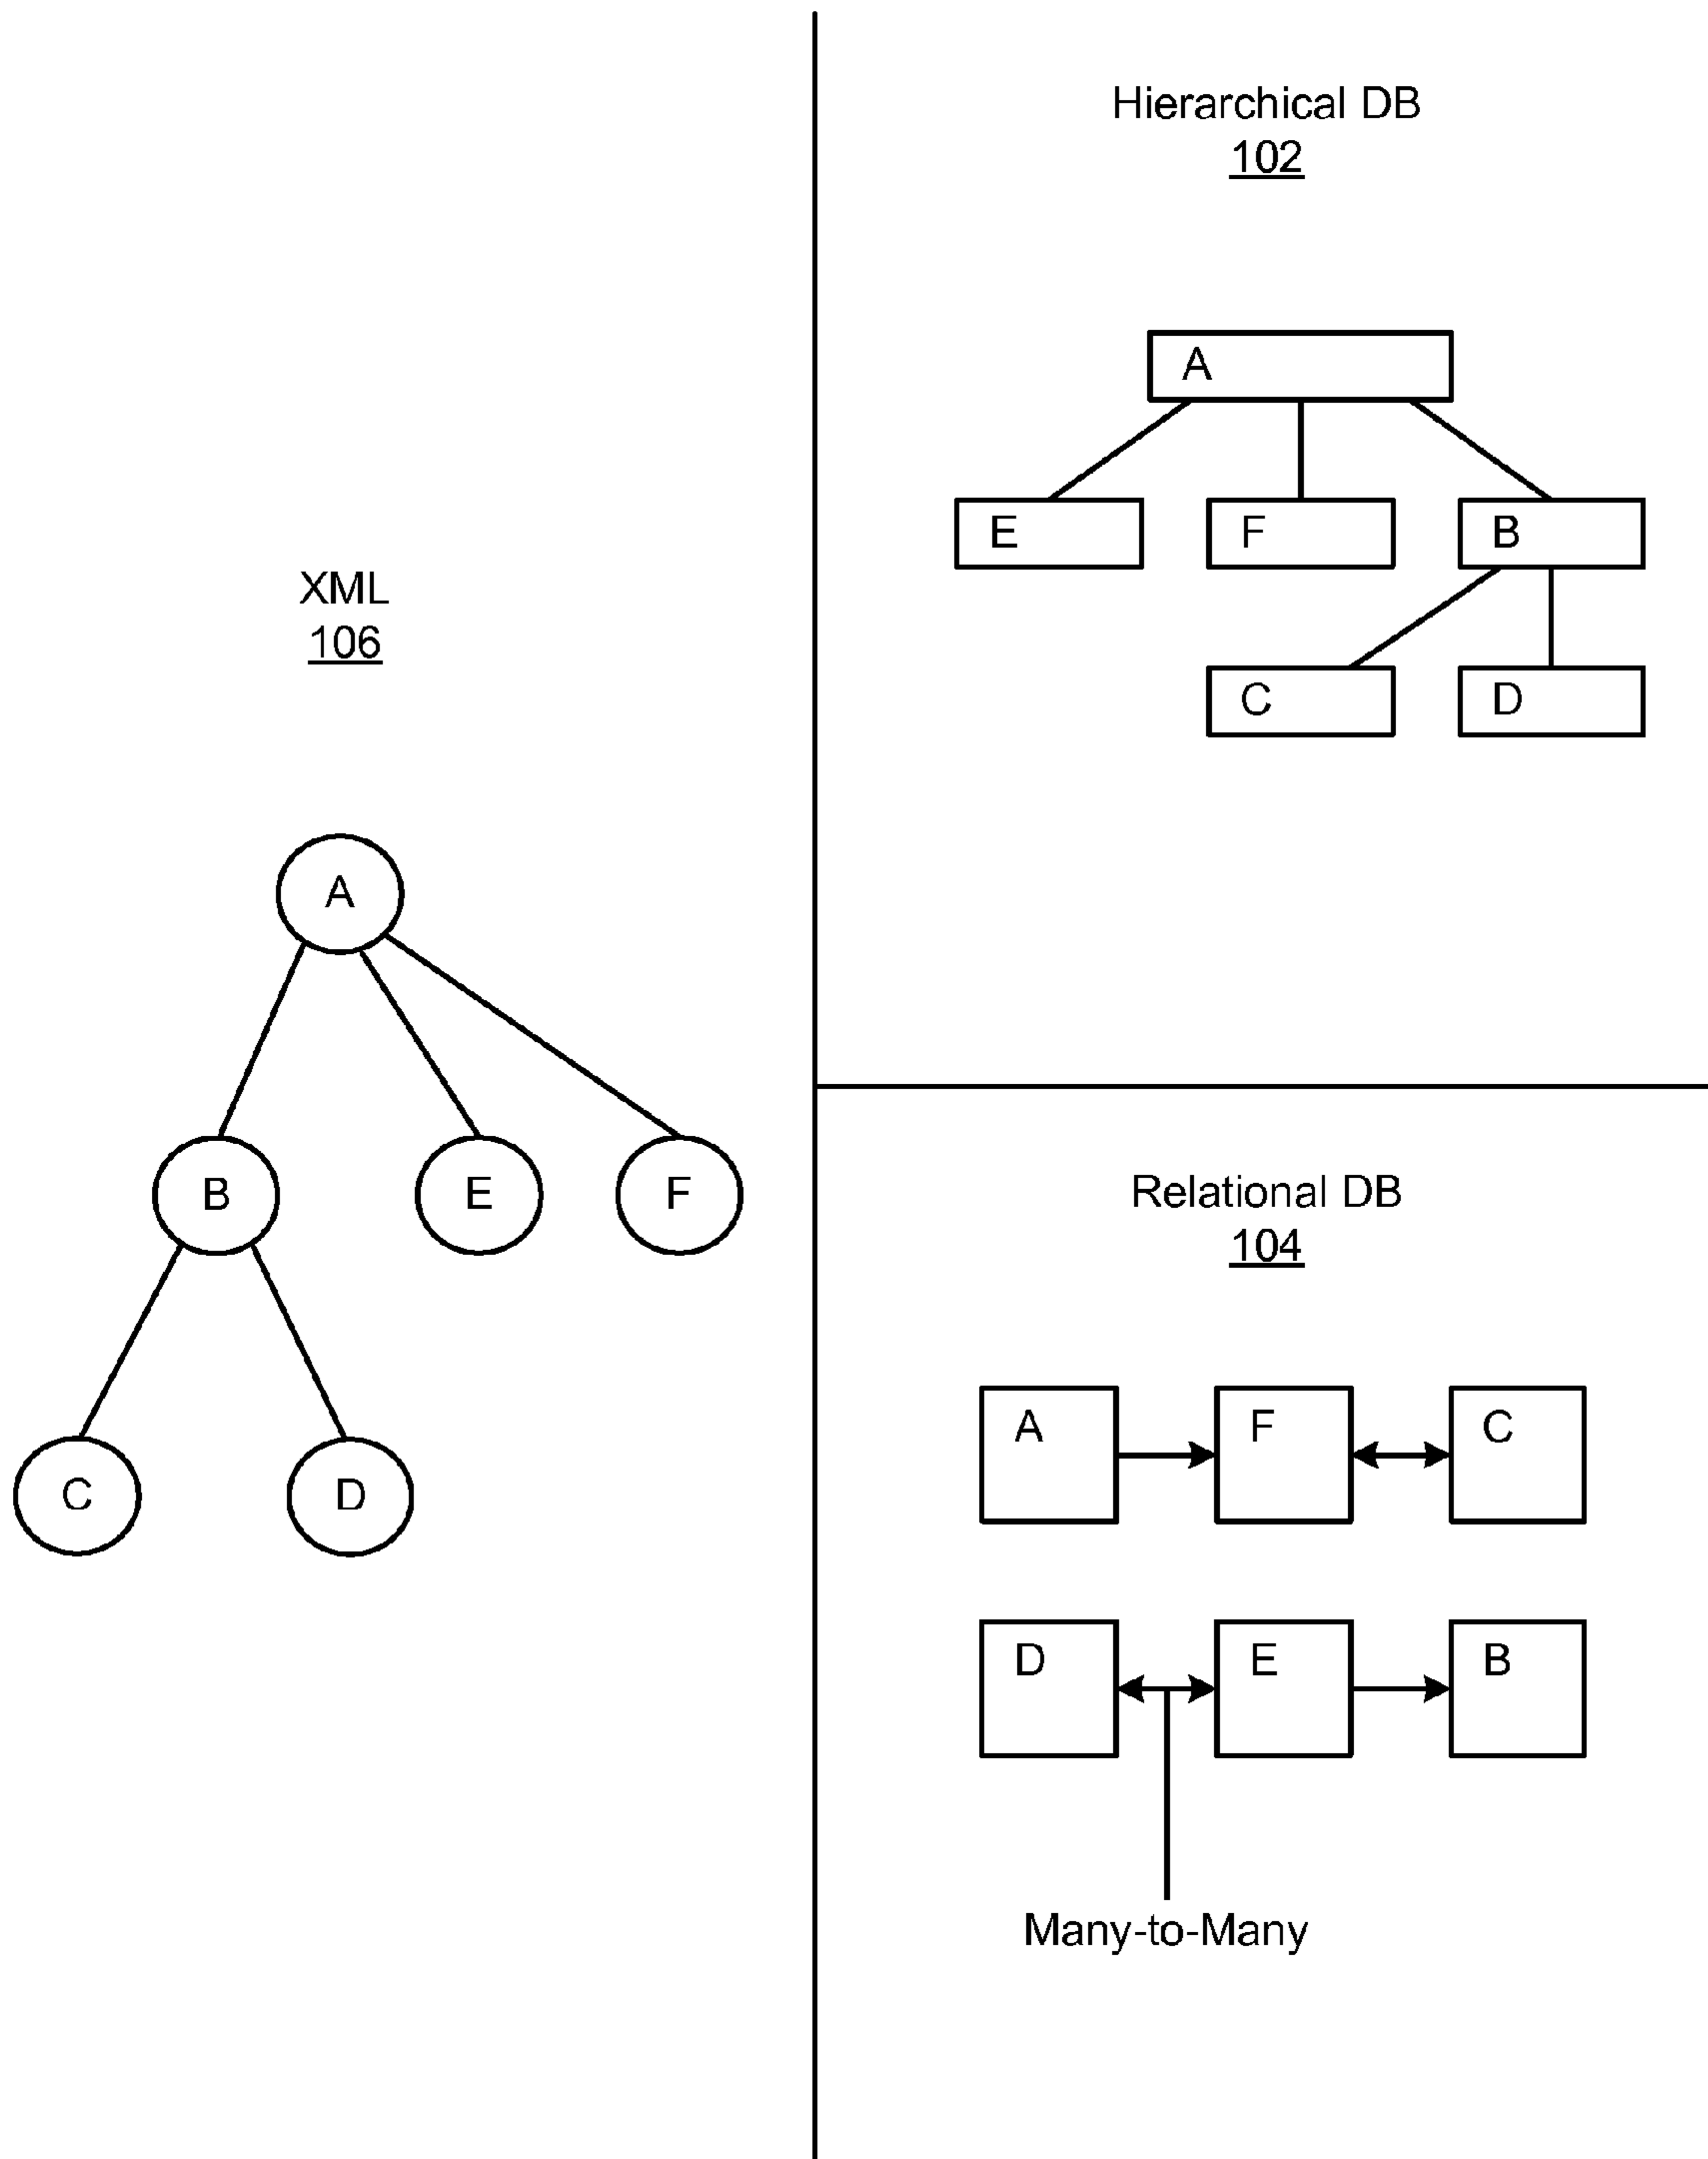 XML
106
A
B E F
C D
Hierarchical DB
102
A
E F B
C D
Relational DB
104
A F C
D E B
Many-to-Many